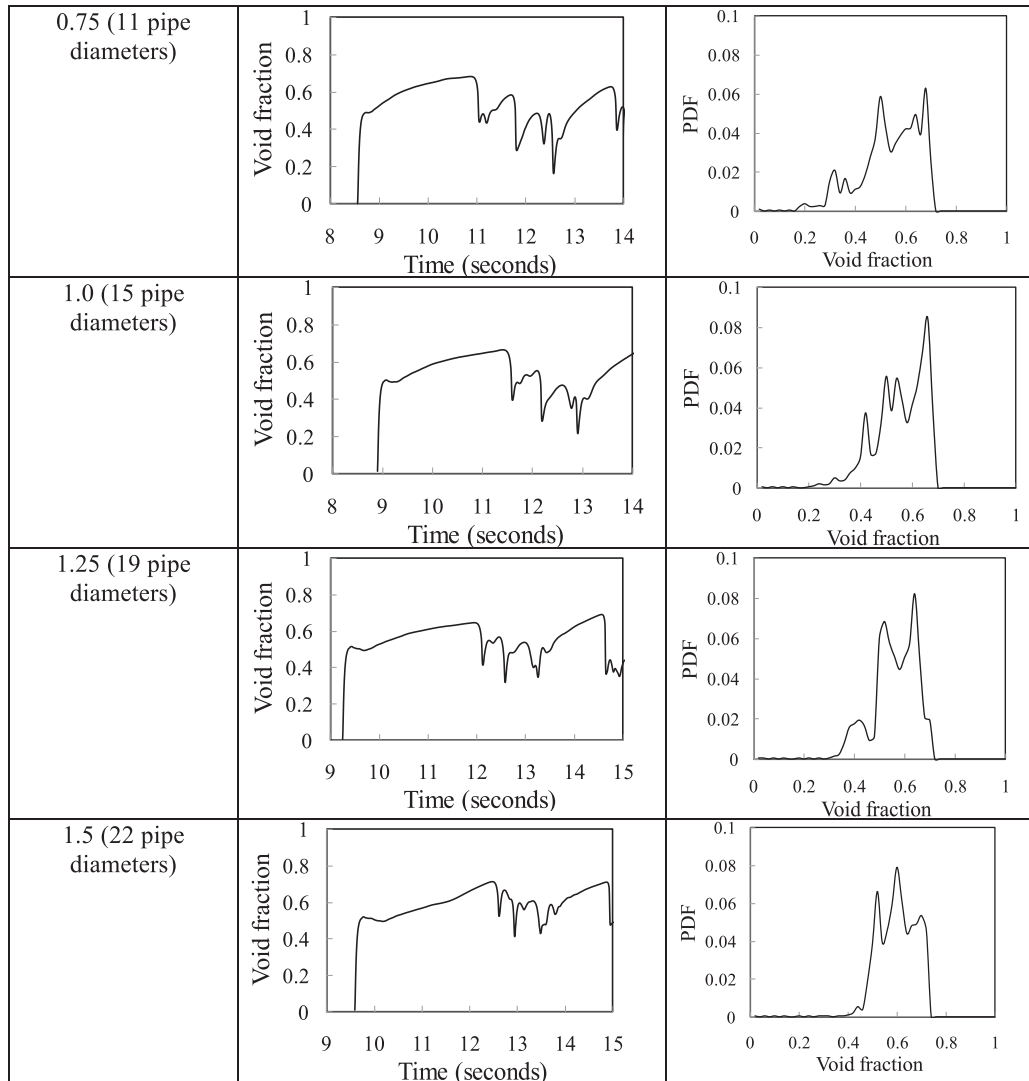 0.75 (11 pipe
diameters)
Void fraction
1
0.8
0.6
0.4
0.2
0
8 9 10 11 12 13 14
Time (seconds)
PDF
0.1
0.08
0.06
0.04
0.02
0
0 0.2 0.4 0.6 0.8 1
Void fraction
1.0 (15 pipe
diameters)
Void fraction
1
0.8
0.6
0.4
0.2
0
8 9 10 11 12 13 14
Time (seconds)
PDF
0.1
0.08
0.06
0.04
0.02
0
0 0.2 0.4 0.6 0.8 1
Void fraction
1.25 (19 pipe
diameters)
Void fraction
1
0.8
0.6
0.4
0.2
0
9 10 11 12 13 14 15
Time (seconds)
PDF
0.1
0.08
0.06
0.04
0.02
0
0 0.2 0.4 0.6 0.8 1
Void fraction
1.5 (22 pipe
diameters)
Void fraction
1
0.8
0.6
0.4
0.2
0
9 10 11 12 13 14 15
Time (seconds)
PDF
0.1
0.08
0.06
0.04
0.02
0
0 0.2 0.4 0.6 0.8 1
Void fraction